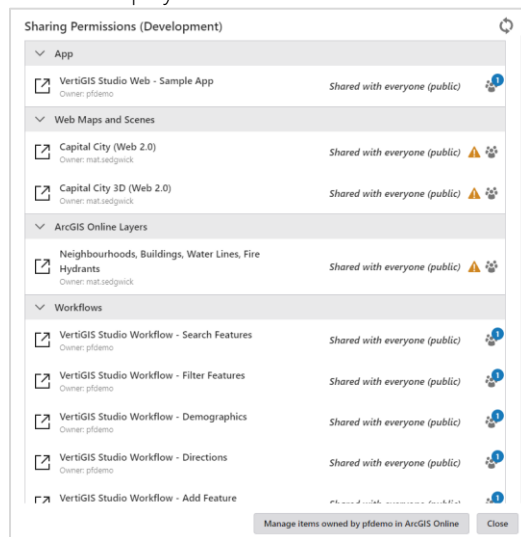 Sharing Permissions (Development)
App
VertiGIS Studio Web - Sample App
Owner: pfdemo
Shared with everyone (public)
1
Web Maps and Scenes
Capital City (Web 2.0)
Owner: mat.sedgwick
Shared with everyone (public)
Capital City 3D (Web 2.0)
Owner: mat.sedgwick
Shared with everyone (public)
ArcGIS Online Layers
Neighbourhoods, Buildings, Water Lines, Fire
Hydrants
Owner: mat.sedgwick
Shared with everyone (public)
Workflows
VertiGIS Studio Workflow - Search Features
Owner: pfdemo
Shared with everyone (public)
1
VertiGIS Studio Workflow - Filter Features
Owner: pfdemo
Shared with everyone (public)
1
VertiGIS Studio Workflow - Demographics
Owner: pfdemo
Shared with everyone (public)
1
VertiGIS Studio Workflow - Directions
Owner: pfdemo
Shared with everyone (public)
1
VertiGIS Studio Workflow - Add Feature
Shared with everyone (public)
1
Manage items owned by pfdemo in ArcGIS Online
Close